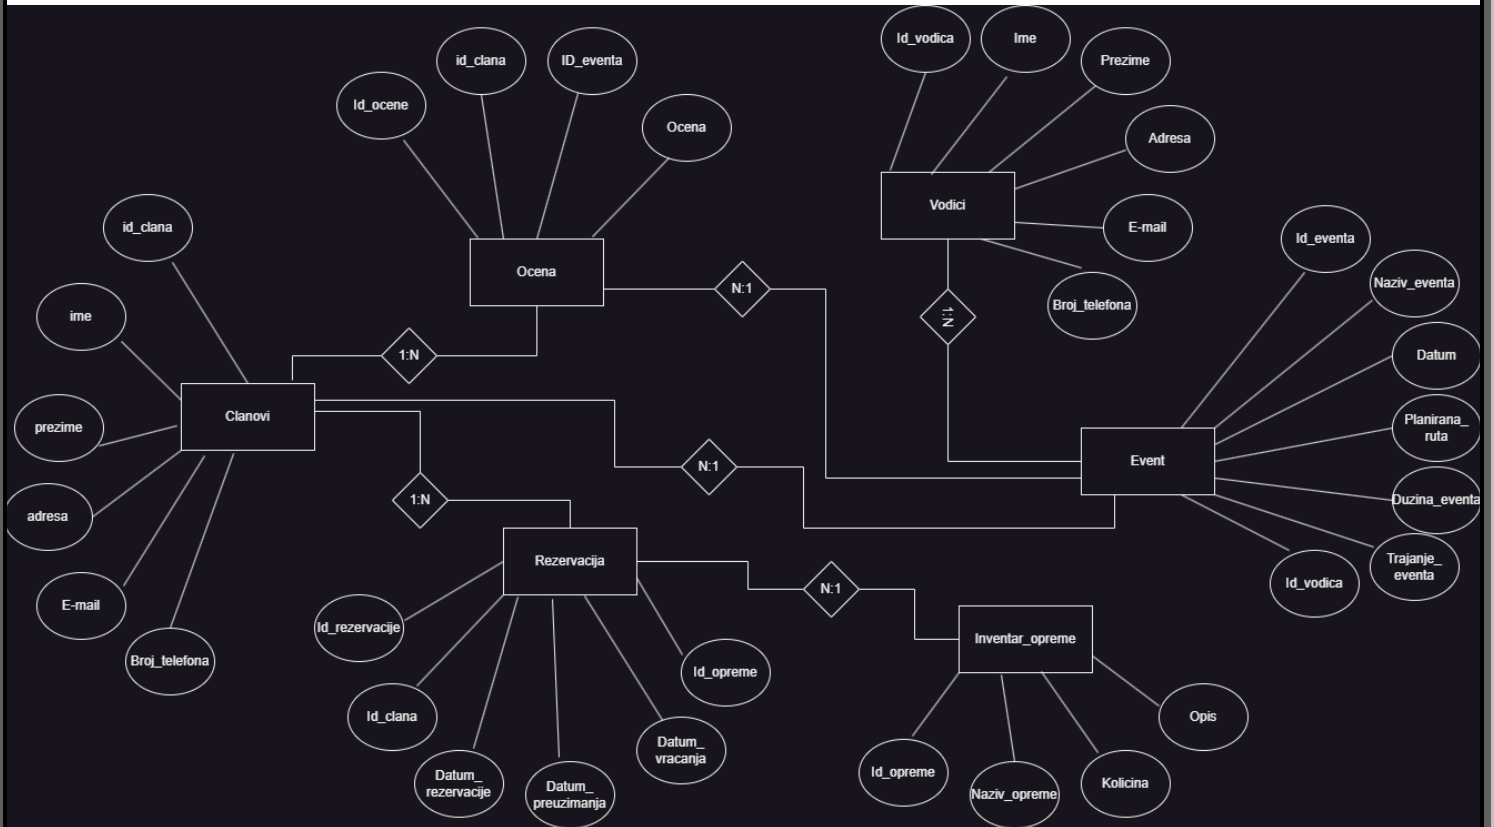 Id_vodica
Ime
Prezime
Adresa
E-mail
Broj_telefona
Vodici
id_clana
ID_eventa
Id_ocene
Ocena
Ocena
N:1
1:N
1:N
id_clana
ime
prezime
adresa
E-mail
Broj_telefona
Clanovi
N:1
1:N
Id_eventa
Naziv_eventa
Datum
Planirana_
ruta
Duzina_eventa
Trajanje_
eventa
Id_vodica
Event
Rezervacija
Id_rezervacije
Id_clana
Datum_
rezervacije
Datum_
preuzimanja
Datum_
vracanja
Id_opreme
N:1
Inventar_opreme
Id_opreme
Naziv_opreme
Kolicina
Opis